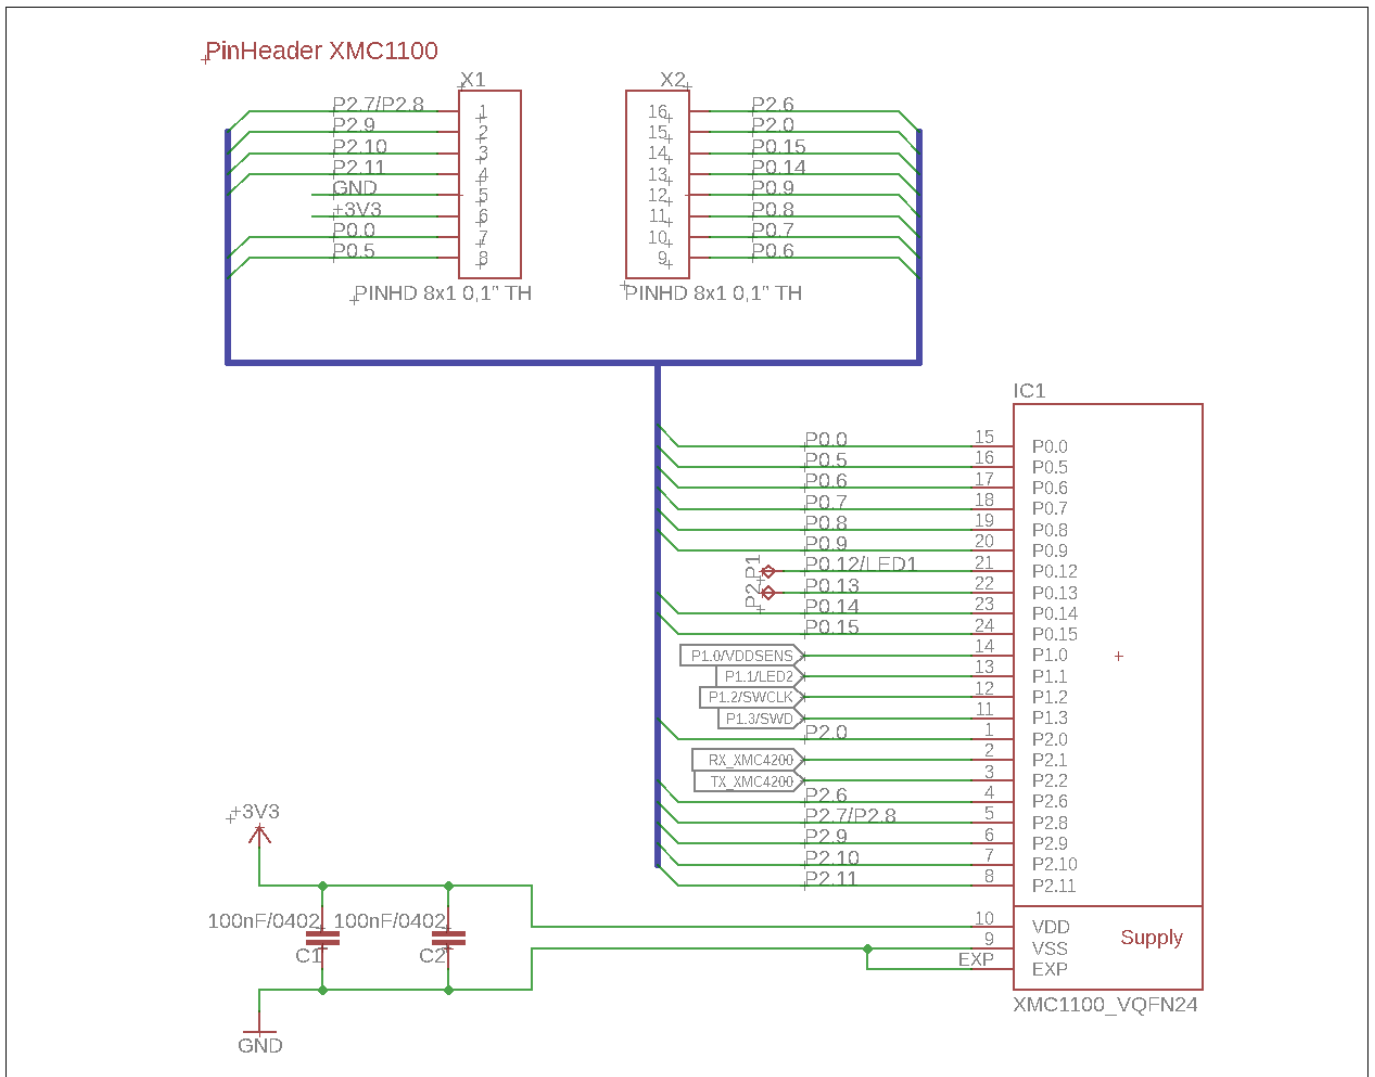 PinHeader XMC1100
X1
X2
P2.7/P2.8 1
P2.9 2
P2.10 3
P2.11 4
GND 5
+3V3 6
P0.0 7
P0.5 8
PINHD 8x1 0,1" TH
16 P2.6
15 P2.0
14 P0.15
13 P0.14
12 P0.9
11 P0.8
10 P0.7
9 P0.6
PINHD 8x1 0,1" TH
IC1
P0.0 15 P0.0
P0.5 16 P0.5
P0.6 17 P0.6
P0.7 18 P0.7
P0.8 19 P0.8
P0.9 20 P0.9
P1 P0.12/LED1 21 P0.12
P2 P0.13 22 P0.13
P0.14 23 P0.14
P0.15 24 P0.15
P1.0/VDDSENS 14 P1.0
P1.1/LED2 13 P1.1
P1.2/SWCLK 12 P1.2
P1.3/SWD 11 P1.3
P2.0 1 P2.0
RX_XMC4200 2 P2.1
TX_XMC4200 3 P2.2
P2.6 4 P2.6
P2.7/P2.8 5 P2.8
P2.9 6 P2.9
P2.10 7 P2.10
P2.11 8 P2.11
10 VDD
9 VSS
EXP EXP
Supply
XMC1100_VQFN24
+3V3
100nF/0402 100nF/0402
C1 C2
GND